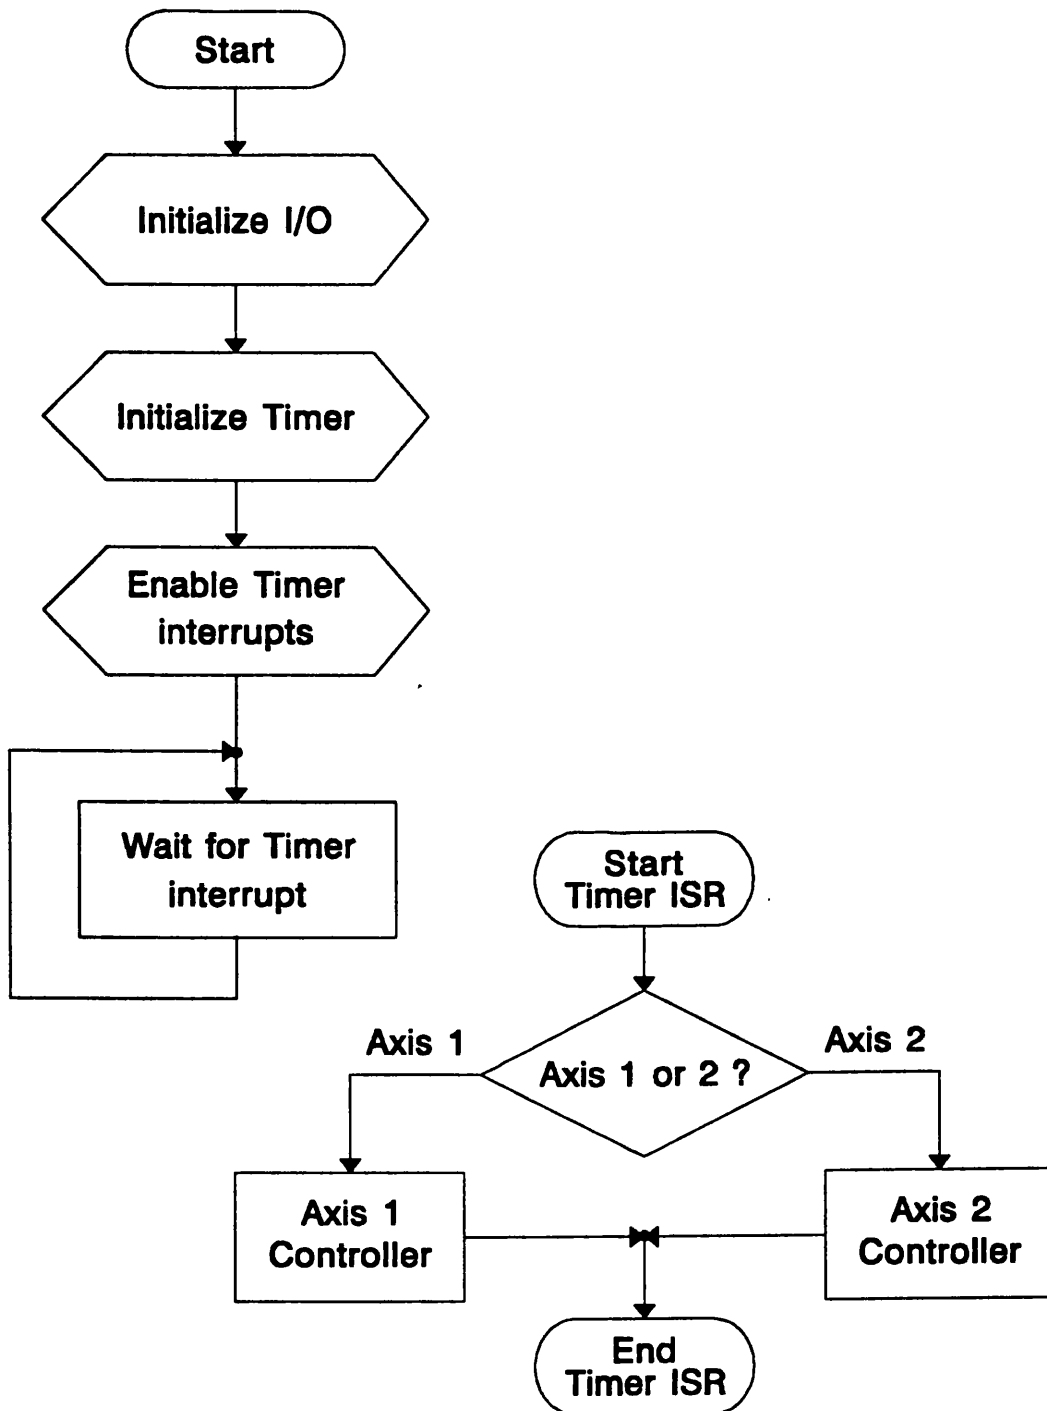 Start
Initialize I/O
Initialize Timer
Enable Timer
interrupts
Wait for Timer
interrupt
Start
Timer ISR
Axis 1
Axis 2
Axis 1 or 2 ?
Axis 1
Controller
Axis 2
Controller
End
Timer ISR